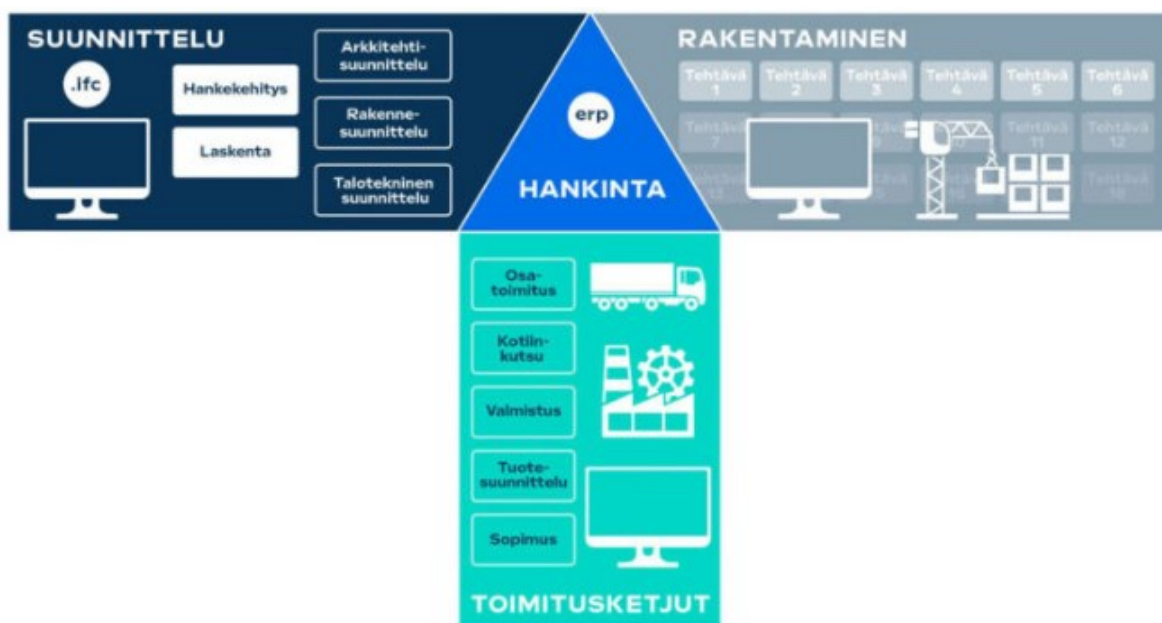 SUUNNITTELU
.ifc
Hankekehitys
Laskenta
Arkkitehti-
suunnittelu
Rakenne-
suunnittelu
Talotekninen
suunnittelu
erp
HANKINTA
RAKENTAMINEN
Tehtävä
1
Tehtävä
2
Tehtävä
3
Tehtävä
4
Tehtävä
5
Tehtävä
6
Tehtävä
7
Tehtävä
11
Tehtävä
12
Osa-
toimitus
Kotiin-
kutsu
Valmistus
Tuote-
suunnittelu
Sopimus
TOIMITUSKETJUT